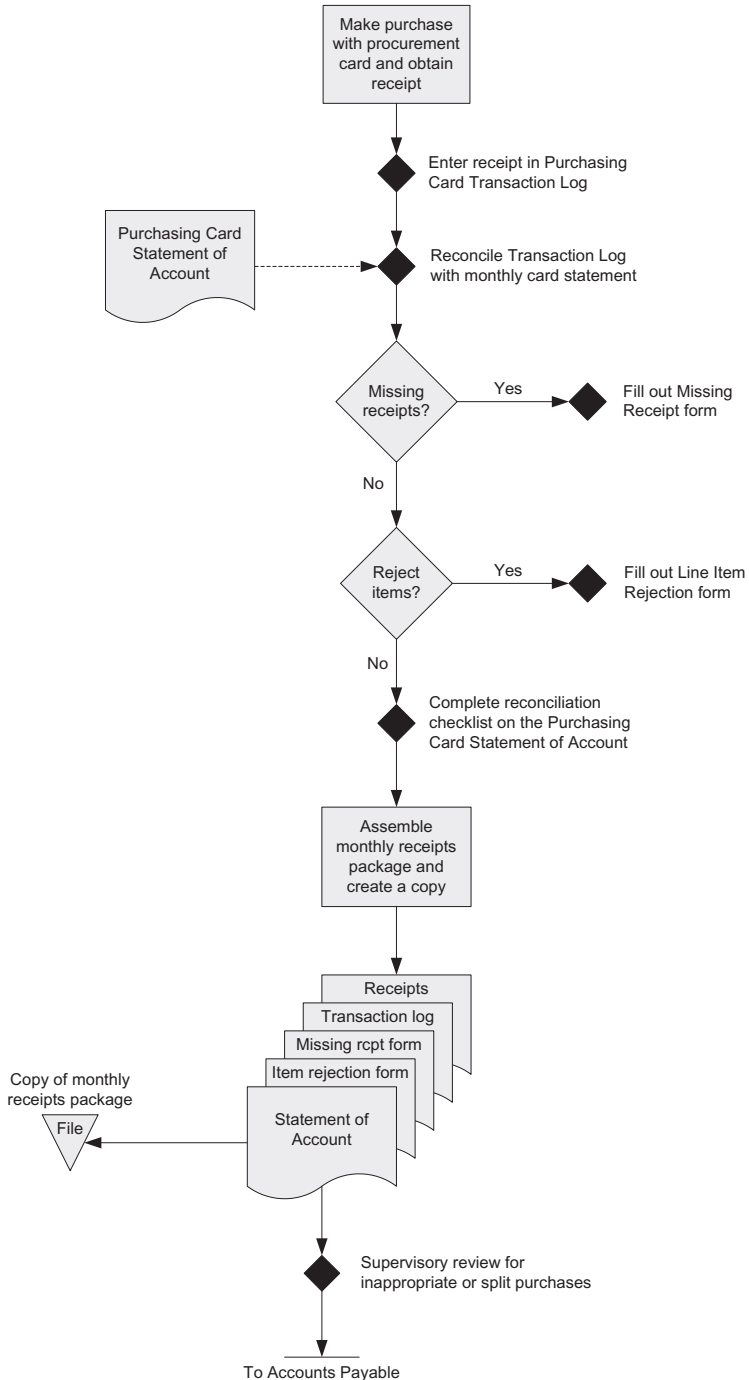 Make purchase
with procurement
card and obtain
receipt
Enter receipt in Purchasing
Card Transaction Log
Purchasing Card
Statement of
Account
Reconcile Transaction Log
with monthly card statement
Missing
receipts?
Yes
Fill out Missing
Receipt form
No
Reject
items?
Yes
Fill out Line Item
Rejection form
No
Complete reconciliation
checklist on the Purchasing
Card Statement of Account
Assemble
monthly receipts
package and
create a copy
Receipts
Transaction log
Missing rcpt form
Item rejection form
Statement of
Account
Copy of monthly
receipts package
File
Supervisory review for
inappropriate or split purchases
To Accounts Payable